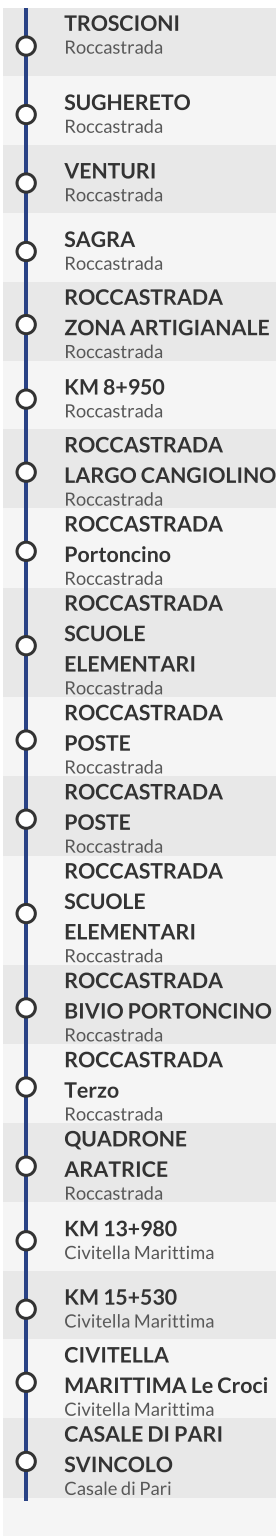 TROSCIONI
Roccastrada
SUGHERETO
Roccastrada
VENTURI
Roccastrada
SAGRA
Roccastrada
ROCCASTRADA
ZONA ARTIGIANALE
Roccastrada
KM 8+950
Roccastrada
ROCCASTRADA
LARGO CANGIOLINO
Roccastrada
ROCCASTRADA
Portoncino
Roccastrada
ROCCASTRADA
SCUOLE
ELEMENTARI
Roccastrada
ROCCASTRADA
POSTE
Roccastrada
ROCCASTRADA
POSTE
Roccastrada
ROCCASTRADA
SCUOLE
ELEMENTARI
Roccastrada
ROCCASTRADA
BIVIO PORTONCINO
Roccastrada
ROCCASTRADA
Terzo
Roccastrada
QUADRONE
ARATRICE
Roccastrada
KM 13+980
Civitella Marittima
KM 15+530
Civitella Marittima
CIVITELLA
MARITTIMA Le Croci
Civitella Marittima
CASALE DI PARI
SVINCOLO
Casale di Pari